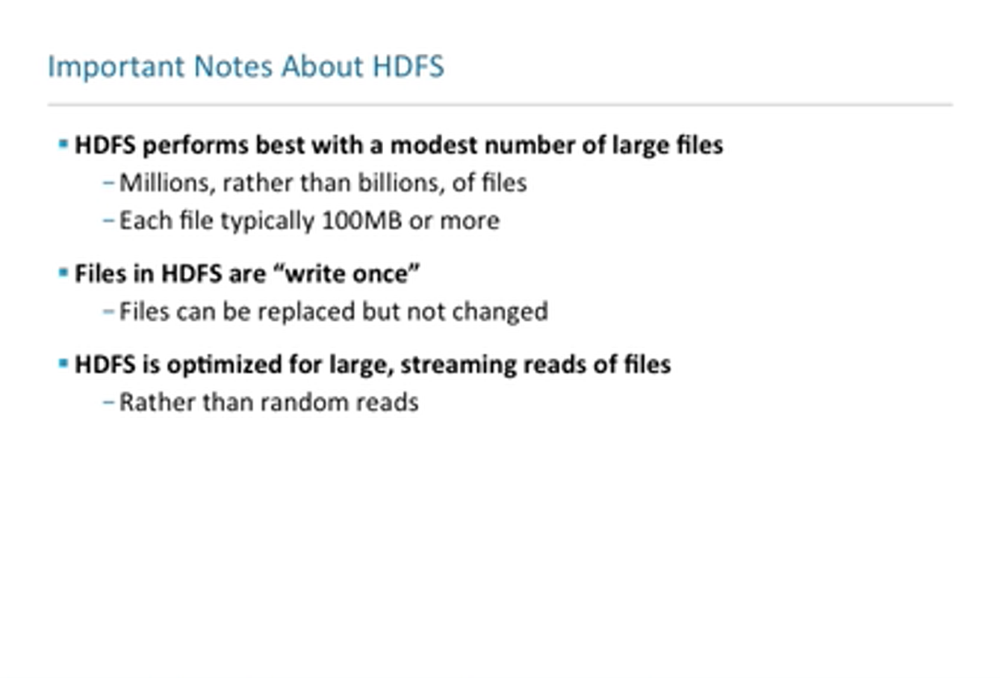 Important Notes About HDFS
▪ HDFS performs best with a modest number of large files
– Millions, rather than billions, of files
– Each file typically 100MB or more
▪ Files in HDFS are “write once”
– Files can be replaced but not changed
▪ HDFS is optimized for large, streaming reads of files
– Rather than random reads